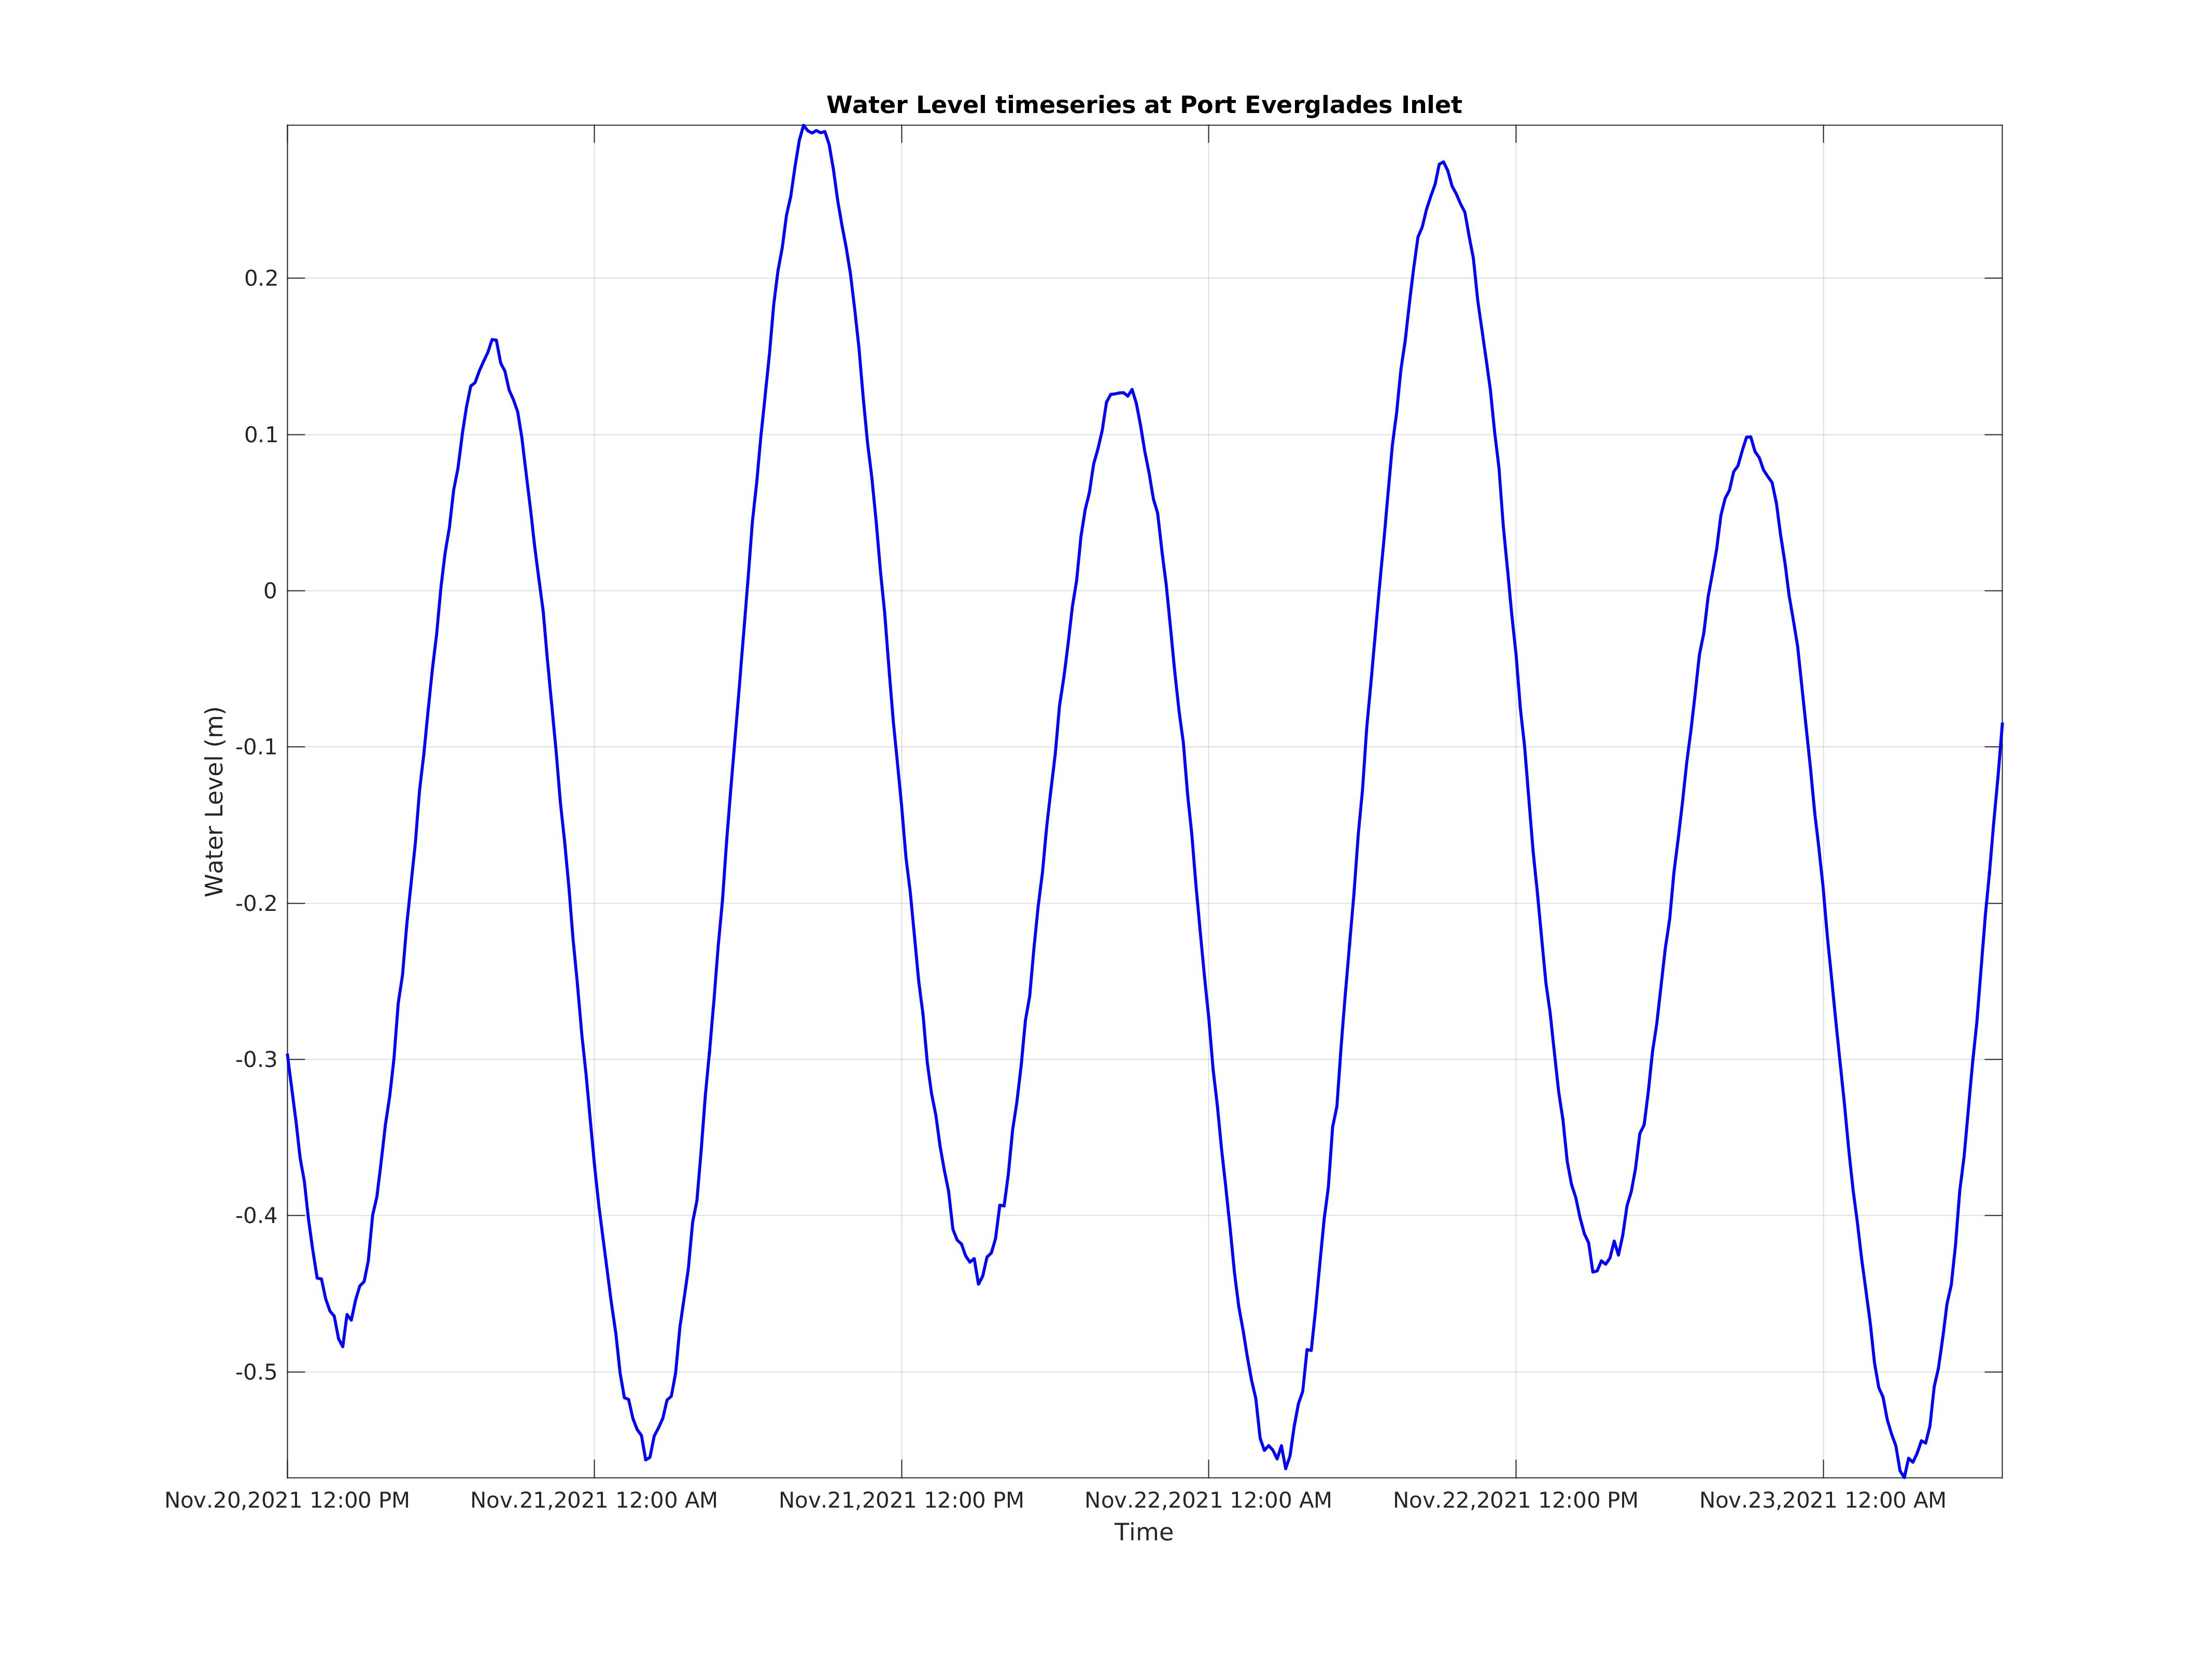 Water Level timeseries at Port Everglades Inlet
0.2
0.1
0
-0.1
-0.2
-0.3
-0.4
-0.5
Water Level (m)
Nov.20,2021 12:00 PM
Nov.21,2021 12:00 AM
Nov.21,2021 12:00 PM
Nov.22,2021 12:00 AM
Nov.22,2021 12:00 PM
Nov.23,2021 12:00 AM
Time